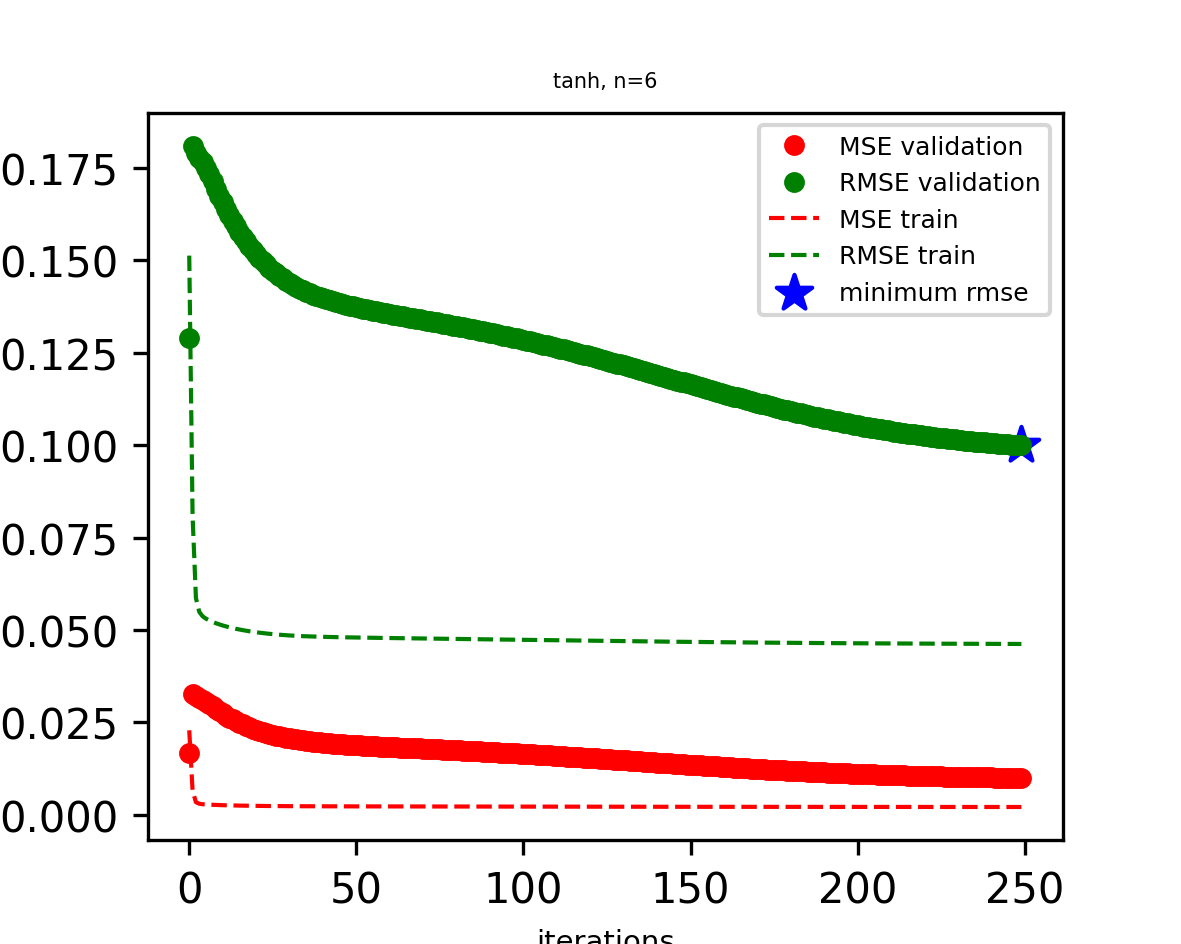 tanh, n=6
MSE validation
RMSE validation
MSE train
RMSE train
minimum rmse
0.175
0.150
0.125
0.100
0.075
0.050
0.025
0.000
0
50
100
150
200
250
iterations